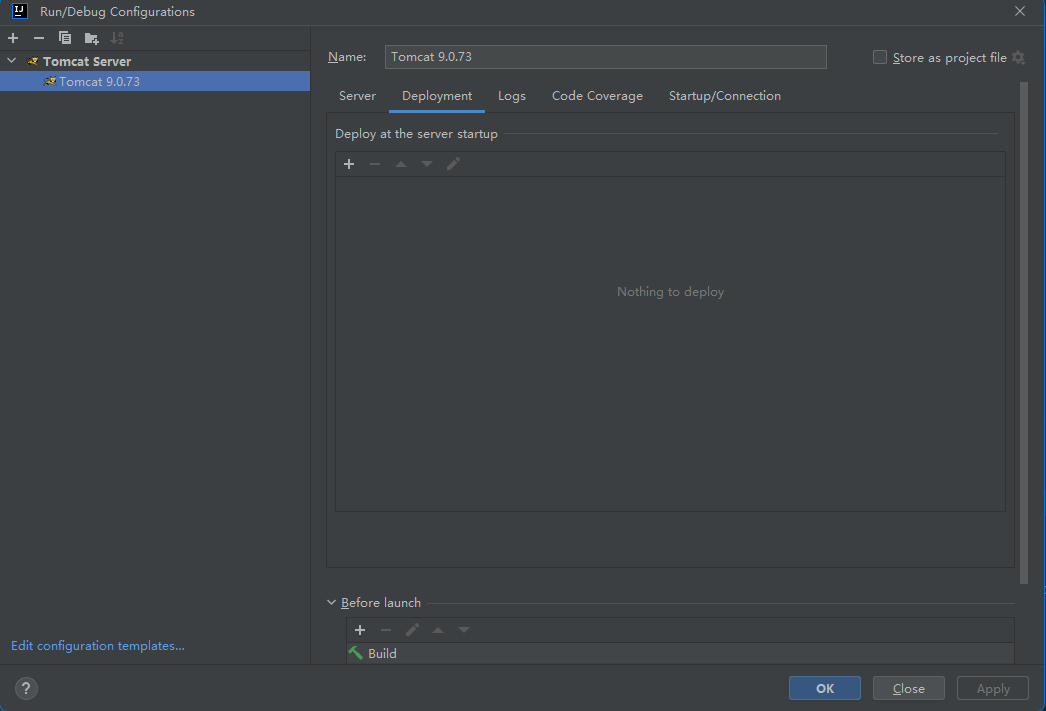 Run/Debug Configurations
Tomcat Server
Tomcat 9.0.73
Name: Tomcat 9.0.73 Store as project file
Server Deployment Logs Code Coverage Startup/Connection
Deploy at the server startup
Nothing to deploy
Before launch
Build
Edit configuration templates...
? OK Close Apply